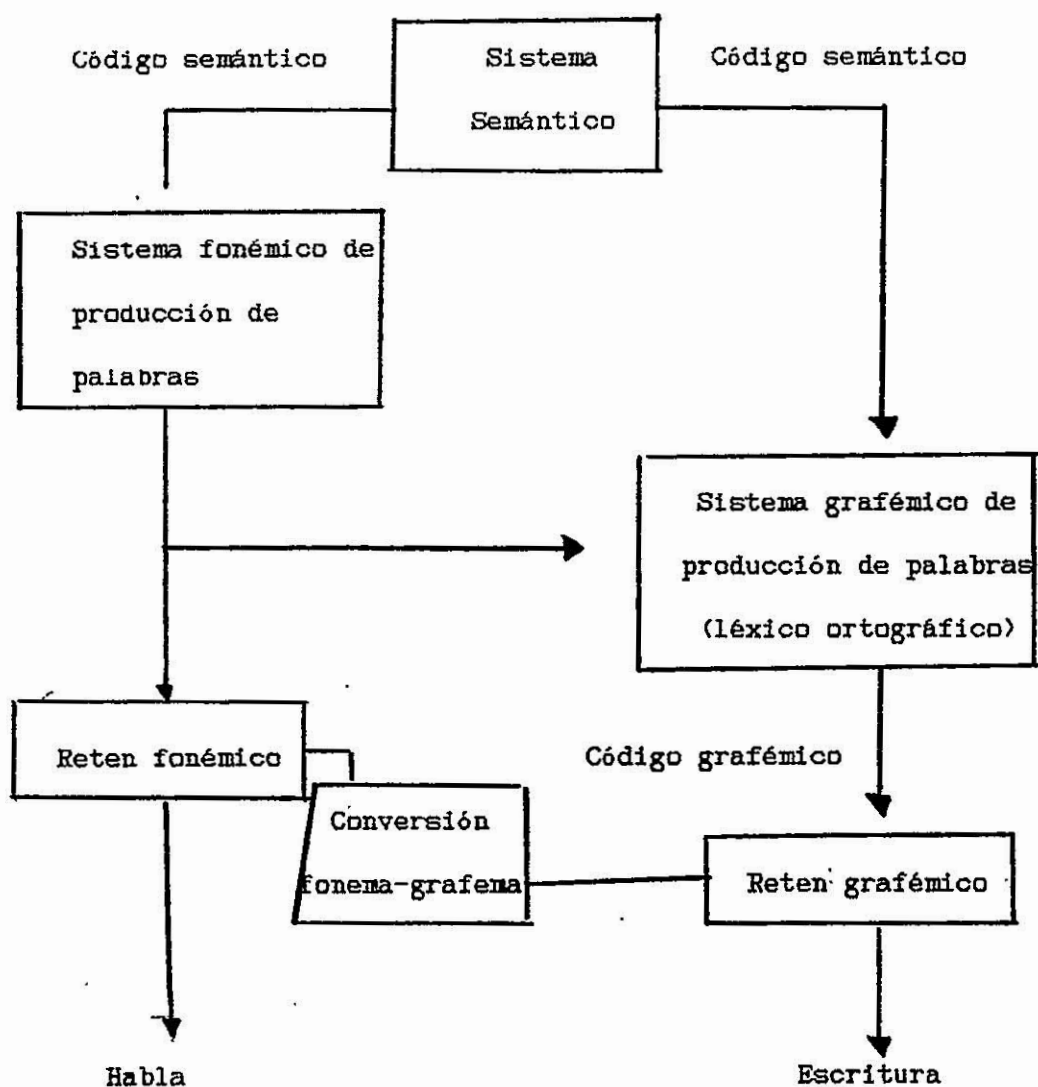 Código semántico
Sistema
Semántico
Código semántico
Sistema fonémico de
producción de
palabras
Sistema grafémico de
producción de palabras
(léxico ortográfico)
Reten fonémico
Código grafémico
Conversión
fonema-grafema
Reten grafémico
Habla
Escritura